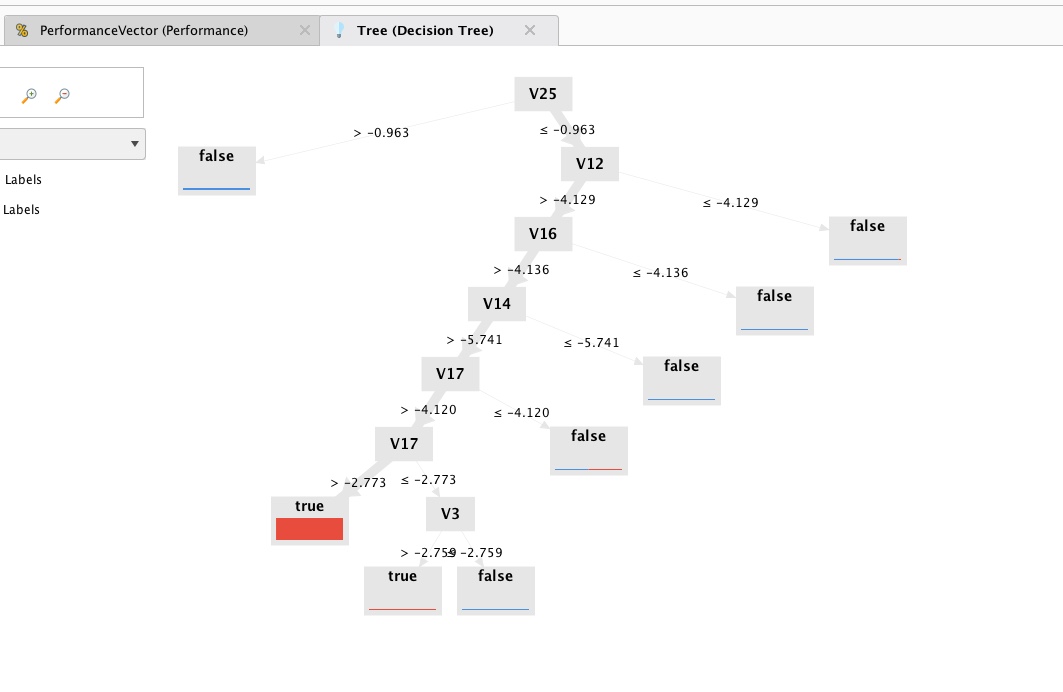 PerformanceVector (Performance)
Tree (Decision Tree)
V25
> −0.963
≤ −0.963
false
V12
Labels
> −4.129
≤ −4.129
Labels
V16
false
> −4.136
≤ −4.136
V14
false
> −5.741
≤ −5.741
V17
false
> −4.120
≤ −4.120
V17
false
> −2.773
≤ −2.773
true
V3
> −2.759
≤ −2.759
true
false